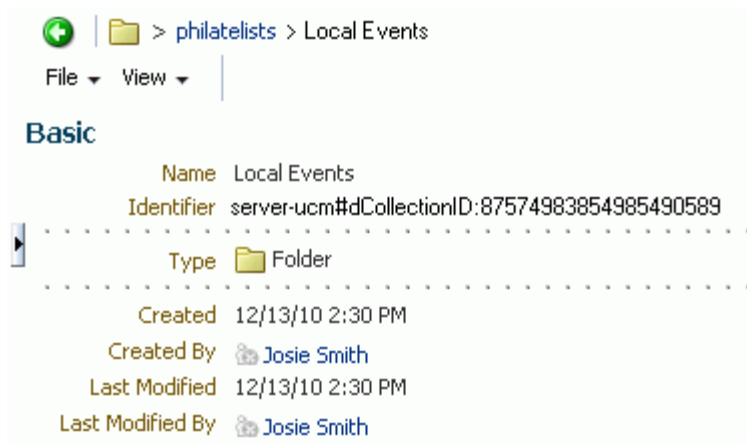 > philatelists > Local Events
File View
Basic
Name Local Events
Identifier server-ucm#dCollectionID:87574983854985490589
Type Folder
Created 12/13/10 2:30 PM
Created By Josie Smith
Last Modified 12/13/10 2:30 PM
Last Modified By Josie Smith